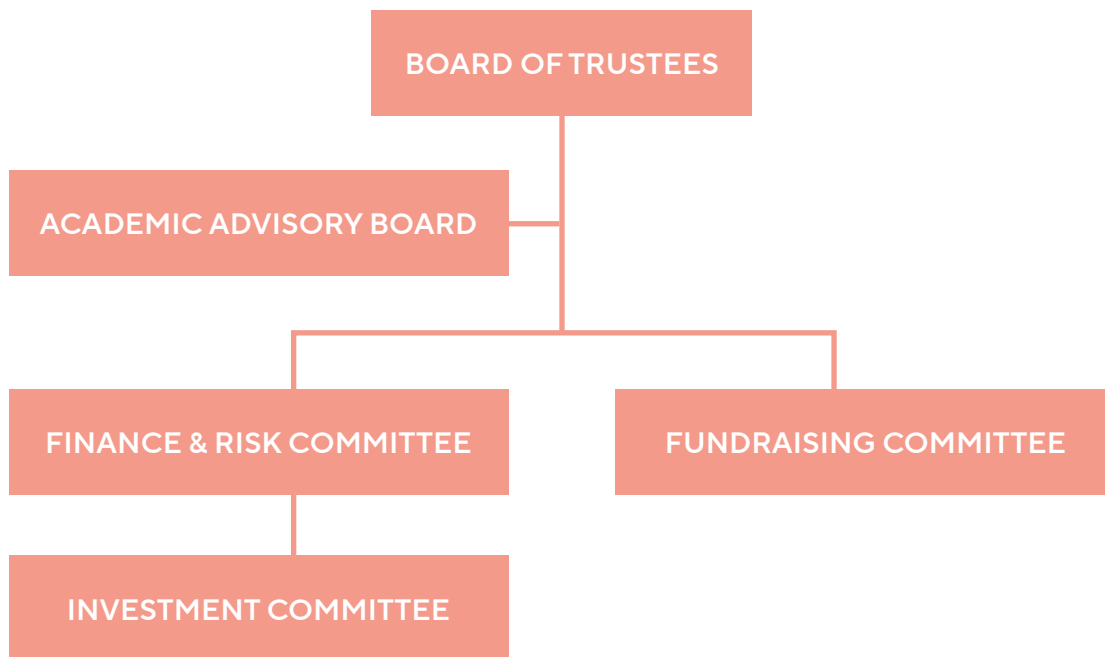 BOARD OF TRUSTEES
ACADEMIC ADVISORY BOARD
FINANCE & RISK COMMITTEE
FUNDRAISING COMMITTEE
INVESTMENT COMMITTEE